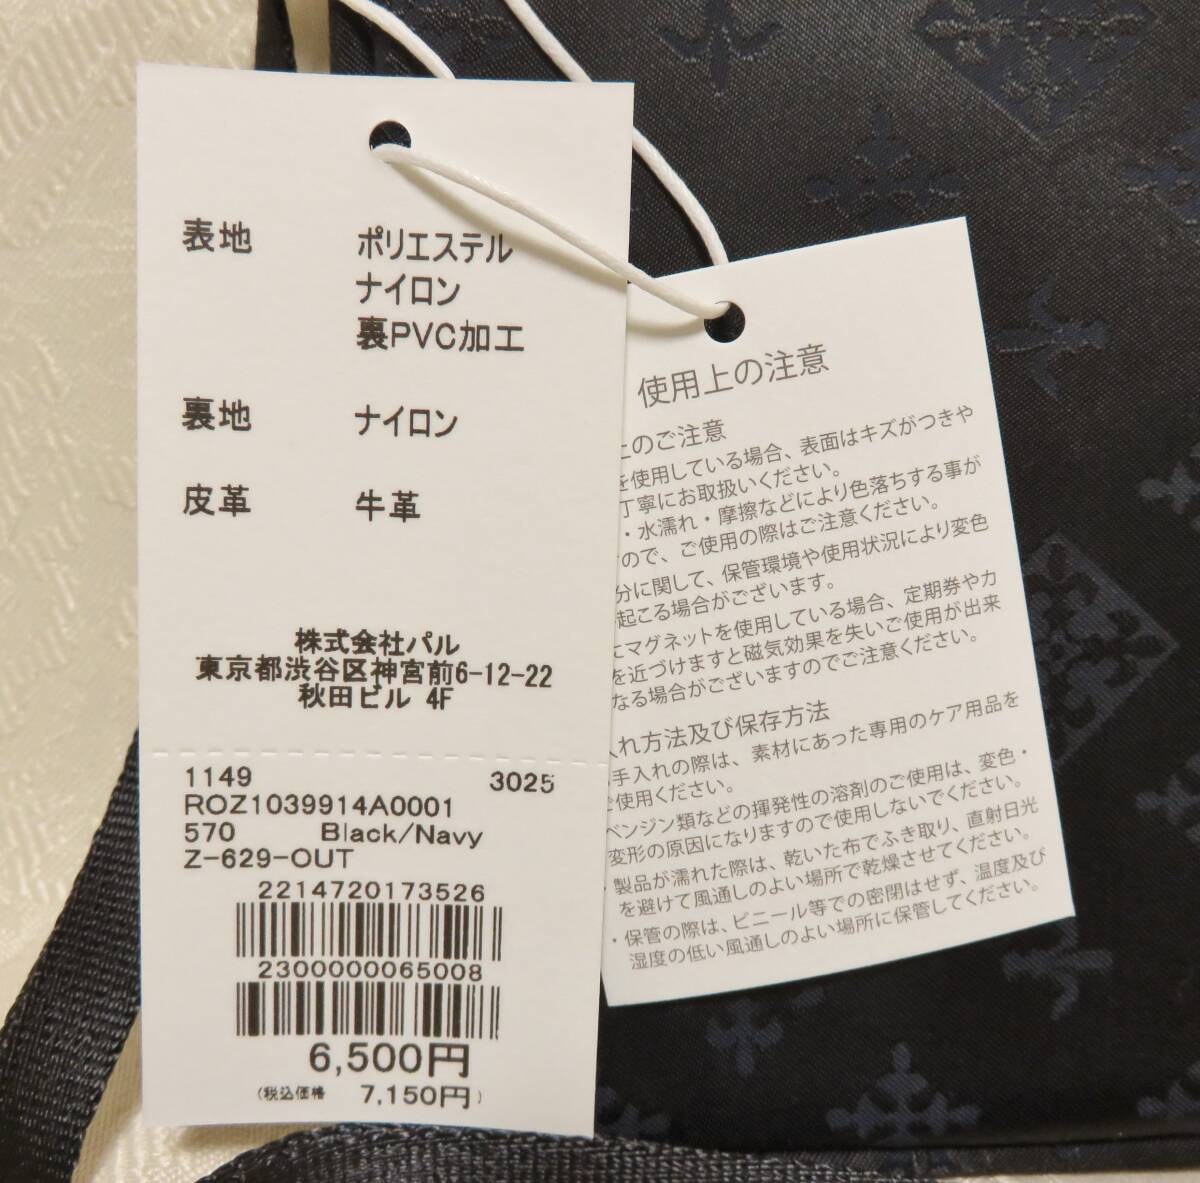 表地 ポリエステル
ナイロン
裏PVC加工
裏地 ナイロン
皮革 牛革
株式会社パル
東京都渋谷区神宮前6-12-22
秋田ビル 4F
1149 3025
ROZ1039914A0001
570 Black/Navy
Z-629-OUT
2214720173526
2300000065008
6,500円
(税込価格 7,150円)
使用上の注意
上のご注意
を使用している場合、表面はキズがつきや
丁寧にお取扱いください。
・水濡れ・摩擦などにより色落ちする事が
ので、ご使用の際はご注意ください。
分に関して、保管環境や使用状況により変色
起こる場合がございます。
にマグネットを使用している場合、定期券やカ
を近づけますと磁気効果を失いご使用が出来
なる場合がございますのでご注意ください。
入れ方法及び保存方法
手入れの際は、素材にあった専用のケア用品を
ご使用ください。
ベンジン類などの揮発性の溶剤のご使用は、変色・
変形の原因になりますので使用しないでください。
・製品が濡れた際は、乾いた布でふき取り、直射日光
を避けて風通しのよい場所で乾燥させてください。
・保管の際は、ビニール等での密閉はせず、温度及び
湿度の低い風通しのよい場所に保管してください。